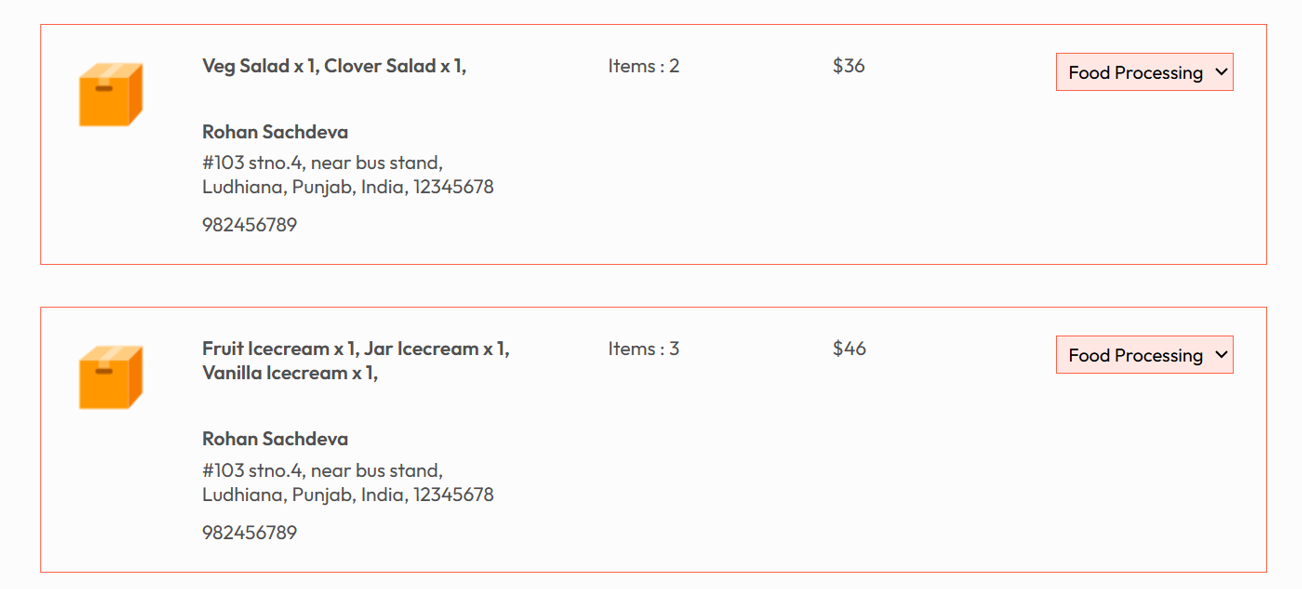 Veg Salad x 1, Clover Salad x 1,
Items : 2
$36
Food Processing
Rohan Sachdeva
#103 stno.4, near bus stand,
Ludhiana, Punjab, India, 12345678
982456789
Fruit Icecream x 1, Jar Icecream x 1,
Vanilla Icecream x 1,
Items : 3
$46
Food Processing
Rohan Sachdeva
#103 stno.4, near bus stand,
Ludhiana, Punjab, India, 12345678
982456789